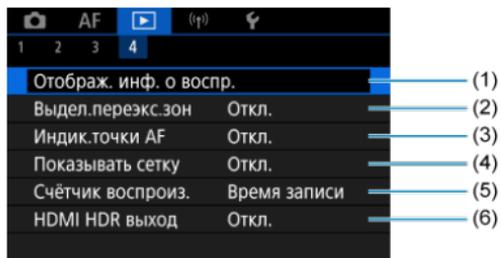 AF
1 2 3 4
Отображ. инф. о воспр. (1)
Выдел.переэкс.зон Откл. (2)
Индик.точки AF Откл. (3)
Показывать сетку Откл. (4)
Счётчик воспроиз. Время записи (5)
HDMI HDR выход Откл. (6)